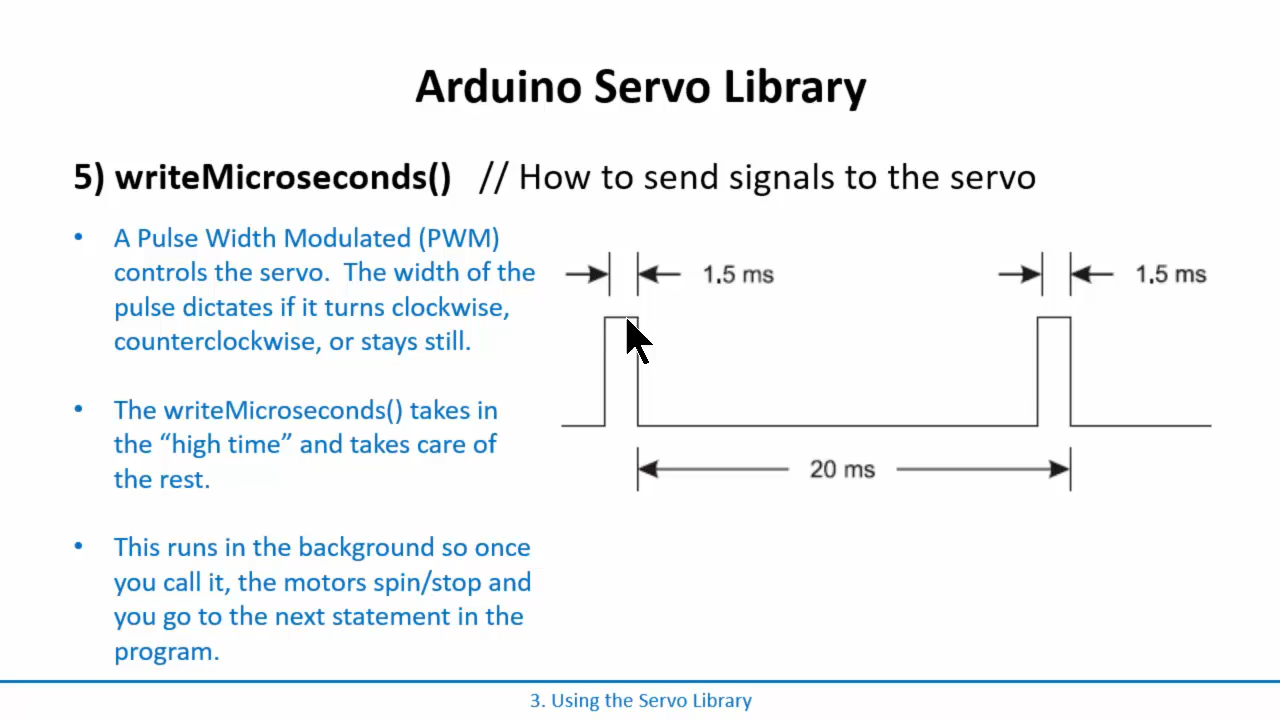 Arduino Servo Library
5) writeMicroseconds() // How to send signals to the servo
• A Pulse Width Modulated (PWM)
controls the servo. The width of the
pulse dictates if it turns clockwise,
counterclockwise, or stays still.
• The writeMicroseconds() takes in
the “high time” and takes care of
the rest.
• This runs in the background so once
you call it, the motors spin/stop and
you go to the next statement in the
program.
1.5 ms
1.5 ms
20 ms
3. Using the Servo Library